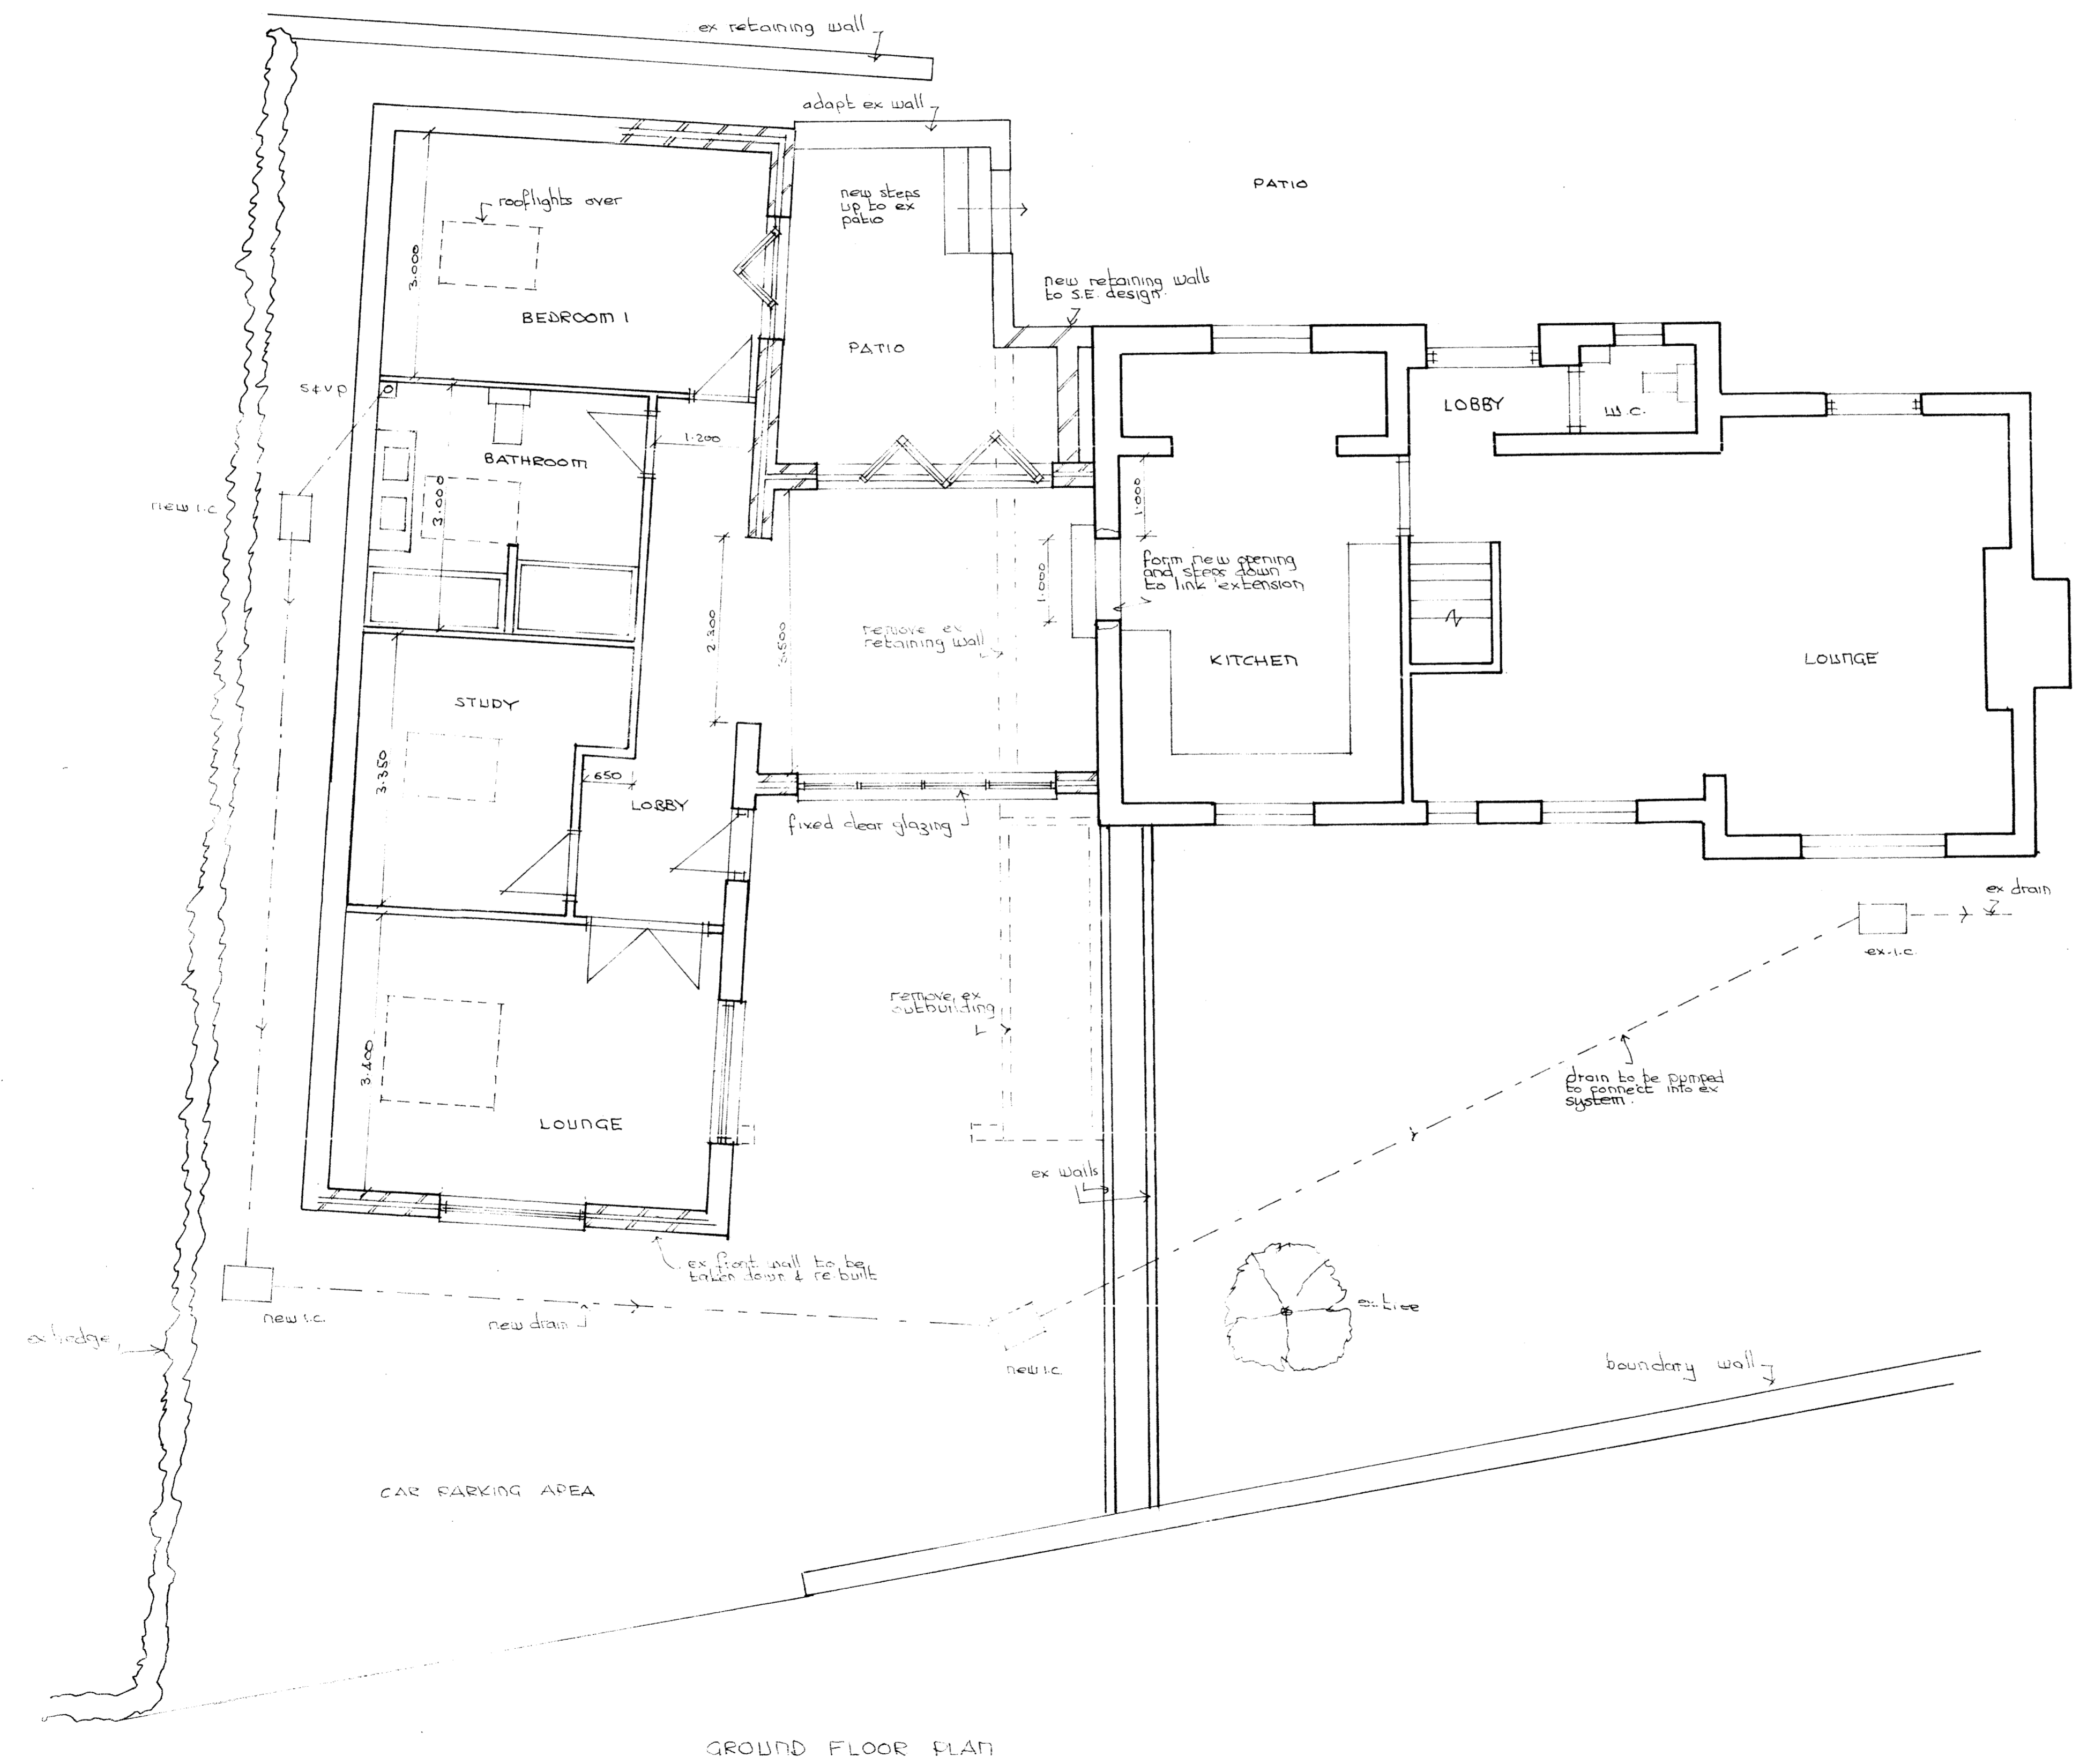 ex retaining wall
adapt ex wall
PATIO
rooflights over
new steps
up to ex
patio
3.000
new retaining walls
to S.E. design.
BEDROOM 1
PATIO
s&vp
LOBBY
W.C.
1.200
BATHROOM
3.000
1.000
new i.c
form new opening
and steps down
to link extension
1.000
2.300
3.500
remove ex
retaining wall
KITCHEN
LOUNGE
STUDY
3.350
650
LOBBY
fixed clear glazing
ex drain
ex.i.c.
remove ex
outbuilding
3.400
drain to be pumped
to connect into ex
system.
LOUNGE
ex walls
ex front wall to be
taken down & re-built
new i.c.
new drain
ex tree
ex hedge
new i.c.
boundary wall
CAR PARKING AREA
GROUND FLOOR PLAN